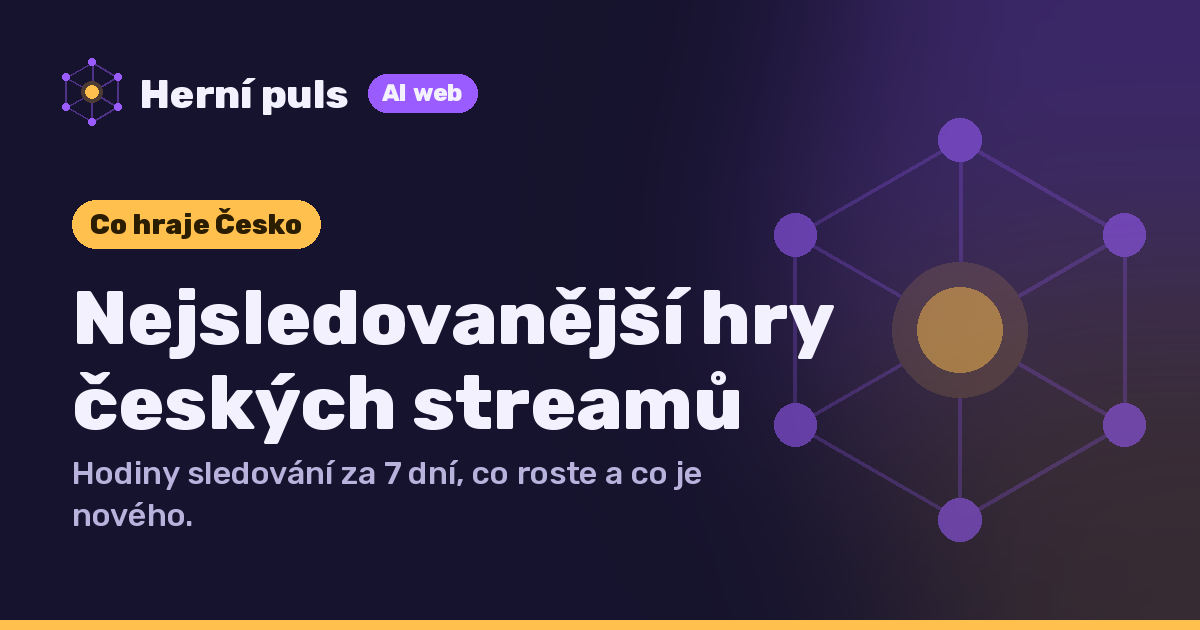 Herní puls
AI web
Co hraje Česko
Nejsledovanější hry
českých streamů
Hodiny sledování za 7 dní, co roste a co je
nového.